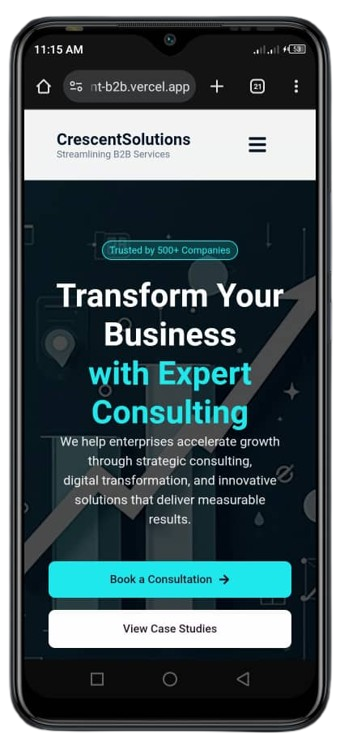 11:15 AM
58
nt-b2b.vercel.app
21
CrescentSolutions
Streamlining B2B Services
Trusted by 500+ Companies
Transform Your
Business
with Expert
Consulting
We help enterprises accelerate growth
through strategic consulting,
digital transformation, and innovative
solutions that deliver measurable
results.
Book a Consultation →
View Case Studies